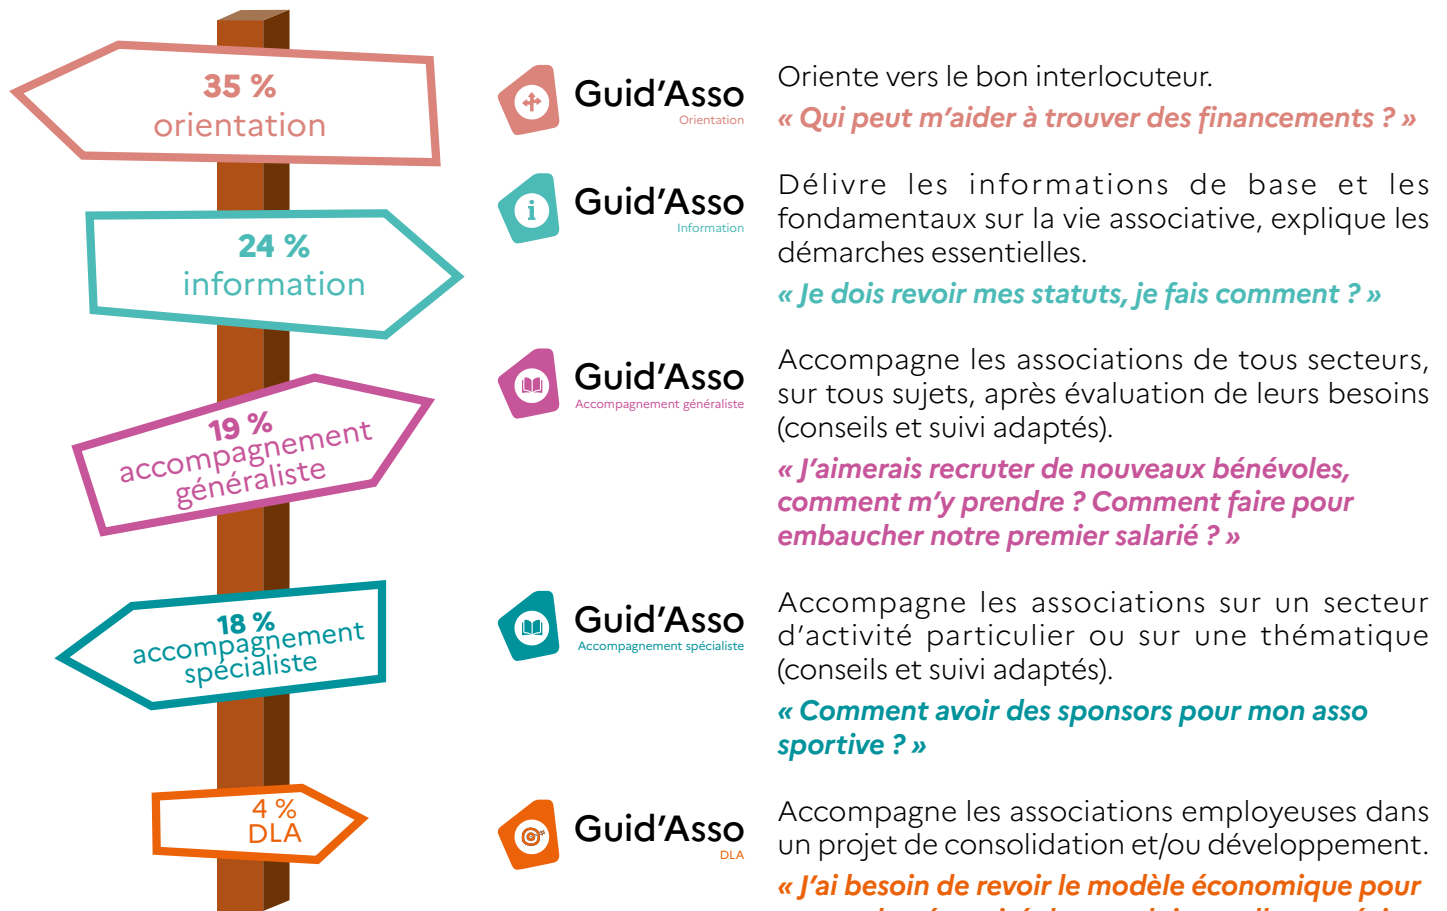 35 %
orientation
Guid'Asso
Orientation
Oriente vers le bon interlocuteur.
« Qui peut m'aider à trouver des financements ? »
24 %
information
Guid'Asso
Information
Délivre les informations de base et les
fondamentaux sur la vie associative, explique les
démarches essentielles.
« Je dois revoir mes statuts, je fais comment ? »
19 %
accompagnement
généraliste
Guid'Asso
Accompagnement généraliste
Accompagne les associations de tous secteurs,
sur tous sujets, après évaluation de leurs besoins
(conseils et suivi adaptés).
« J'aimerais recruter de nouveaux bénévoles,
comment m'y prendre ? Comment faire pour
embaucher notre premier salarié ? »
18 %
accompagnement
spécialiste
Guid'Asso
Accompagnement spécialiste
Accompagne les associations sur un secteur
d'activité particulier ou sur une thématique
(conseils et suivi adaptés).
« Comment avoir des sponsors pour mon asso
sportive ? »
4 %
DLA
Guid'Asso
DLA
Accompagne les associations employeuses dans
un projet de consolidation et/ou développement.
« J'ai besoin de revoir le modèle économique pour